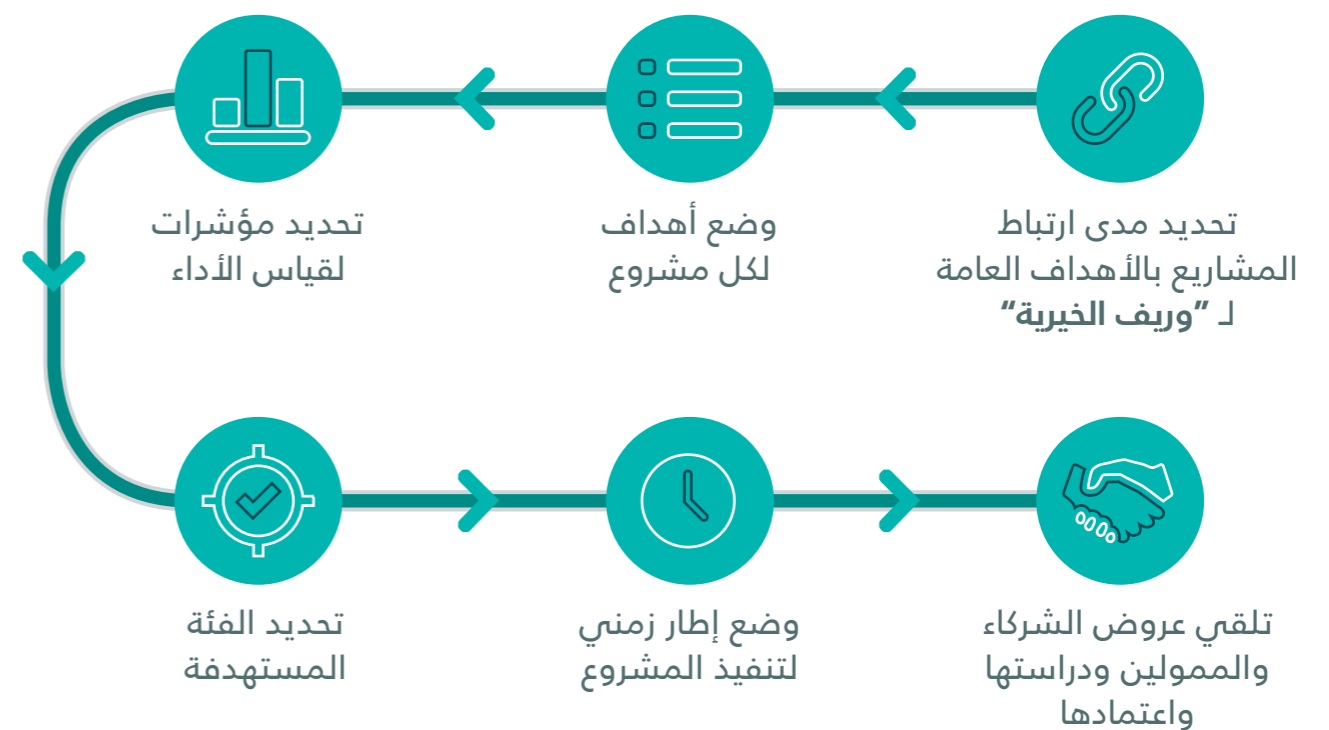 تحديد مدى ارتباط
المشاريع بالأهداف العامة
لـ ”وريف الخيرية“
وضع أهداف
لكل مشروع
تحديد مؤشرات
لقياس الأداء
تحديد الفئة
المستهدفة
وضع إطار زمني
لتنفيذ المشروع
تلقي عروض الشركاء
والممولين ودراستها
واعتمادها